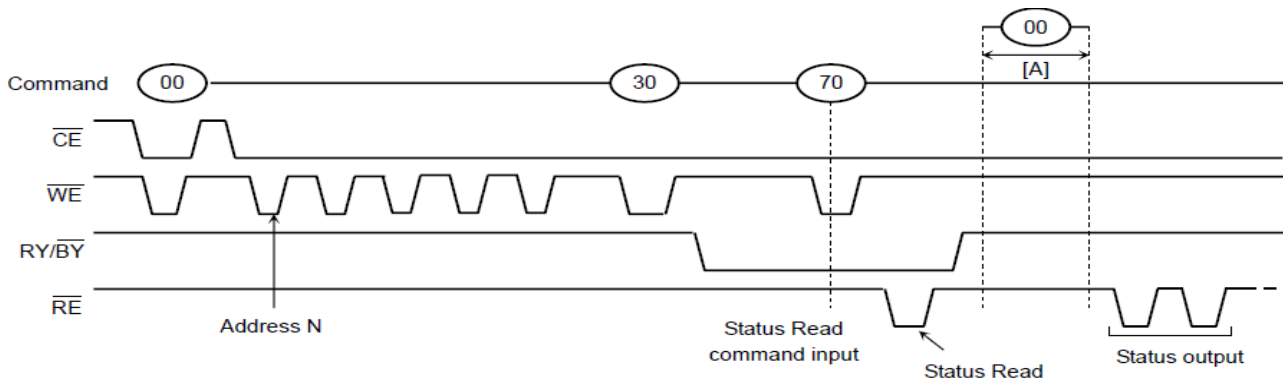 00
[A]
Command 00 30 70
CE
WE
RY/BY
RE
Address N
Status Read
command input
Status Read
Status output